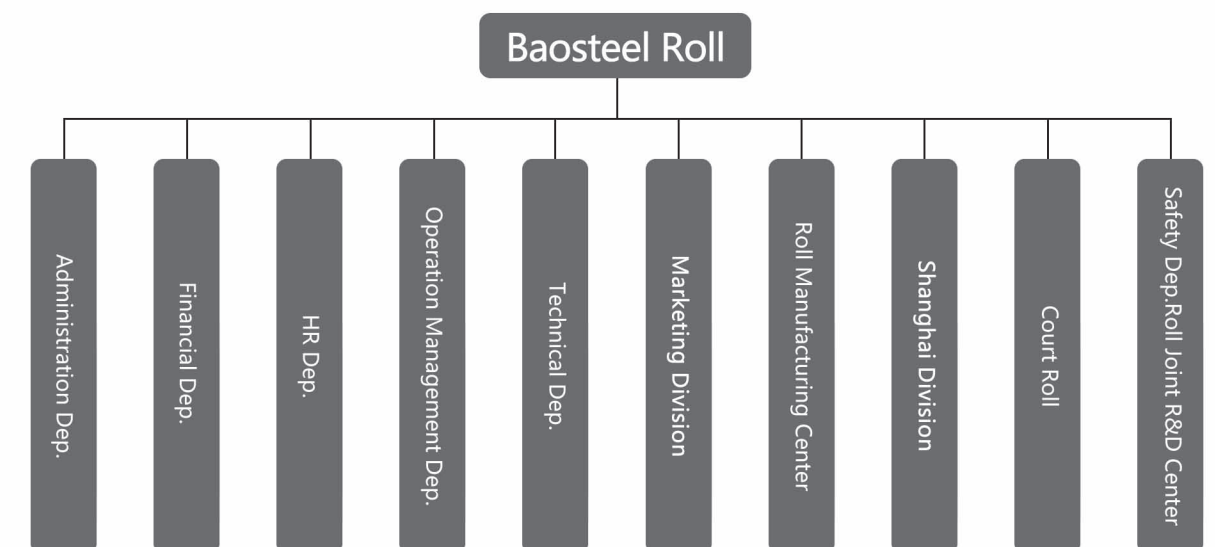 Baosteel Roll
Administration Dep.
Financial Dep.
HR Dep.
Operation Management Dep.
Technical Dep.
Marketing Division
Roll Manufacturing Center
Shanghai Division
Court Roll
Safety Dep.Roll Joint R&D Center